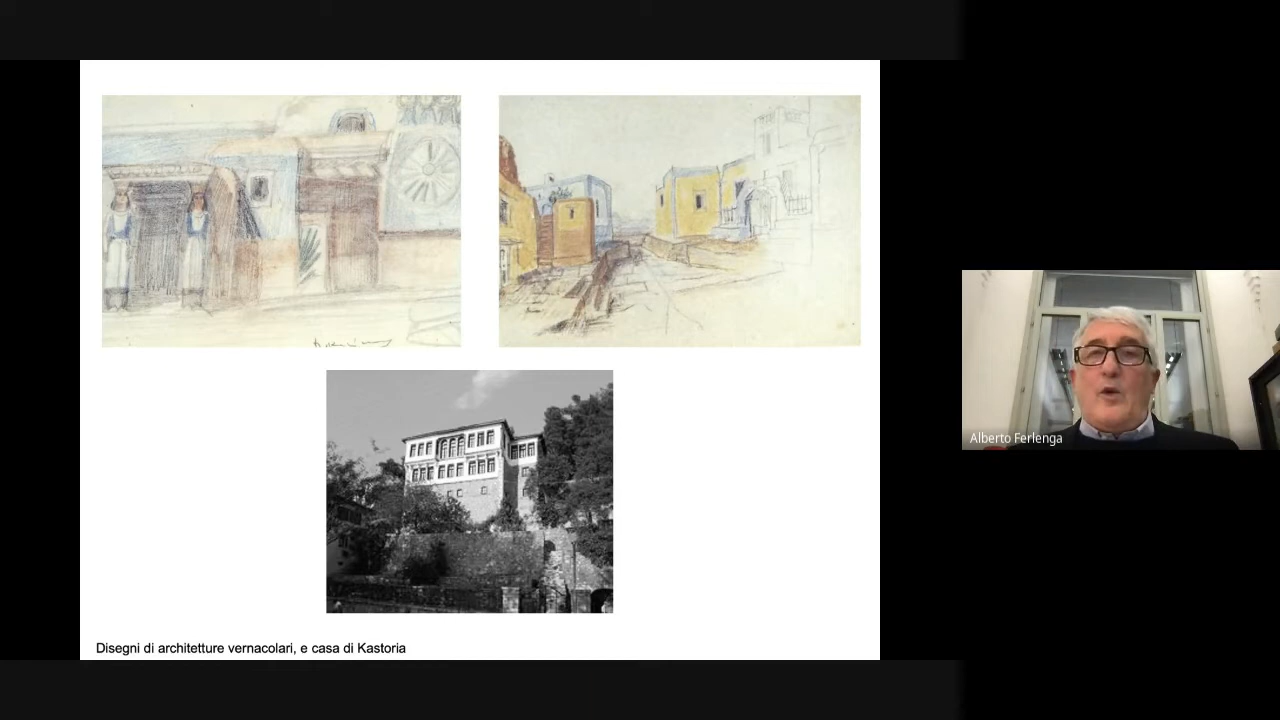 Alberto Ferlenga
Disegni di architetture vernacolari, e casa di Kastoria